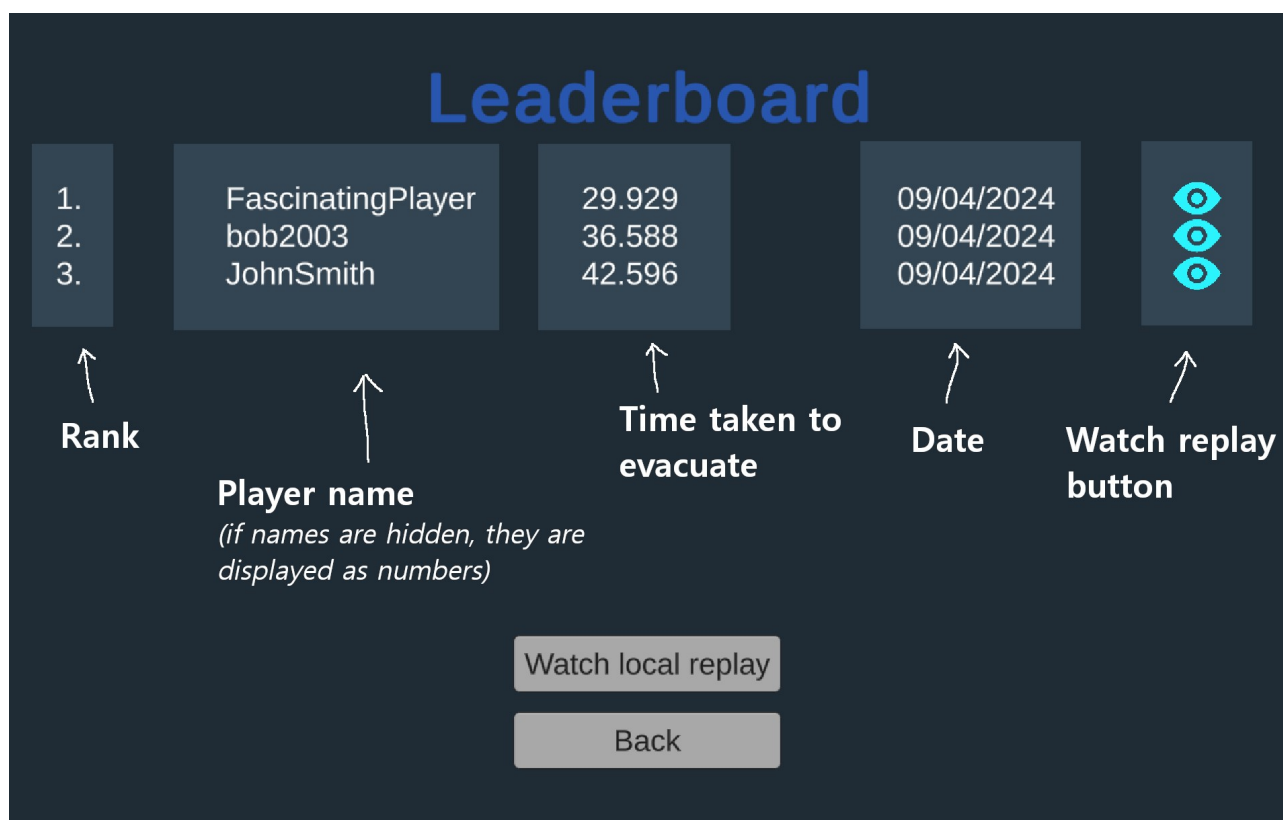 Leaderboard
1. FascinatingPlayer 29.929 09/04/2024
2. bob2003 36.588 09/04/2024
3. JohnSmith 42.596 09/04/2024
Rank
Player name
(if names are hidden, they are
displayed as numbers)
Time taken to
evacuate
Date
Watch replay
button
Watch local replay
Back